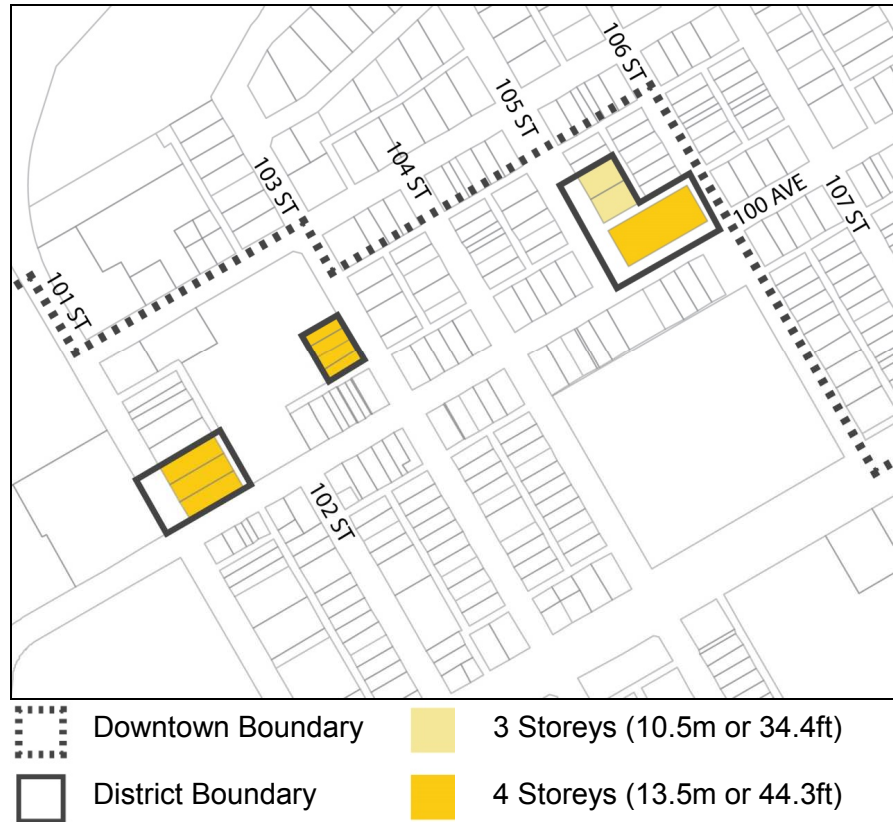 106 ST
105 ST
104 ST
103 ST
100 AVE
107 ST
101 ST
102 ST
Downtown Boundary
3 Storeys (10.5m or 34.4ft)
District Boundary
4 Storeys (13.5m or 44.3ft)